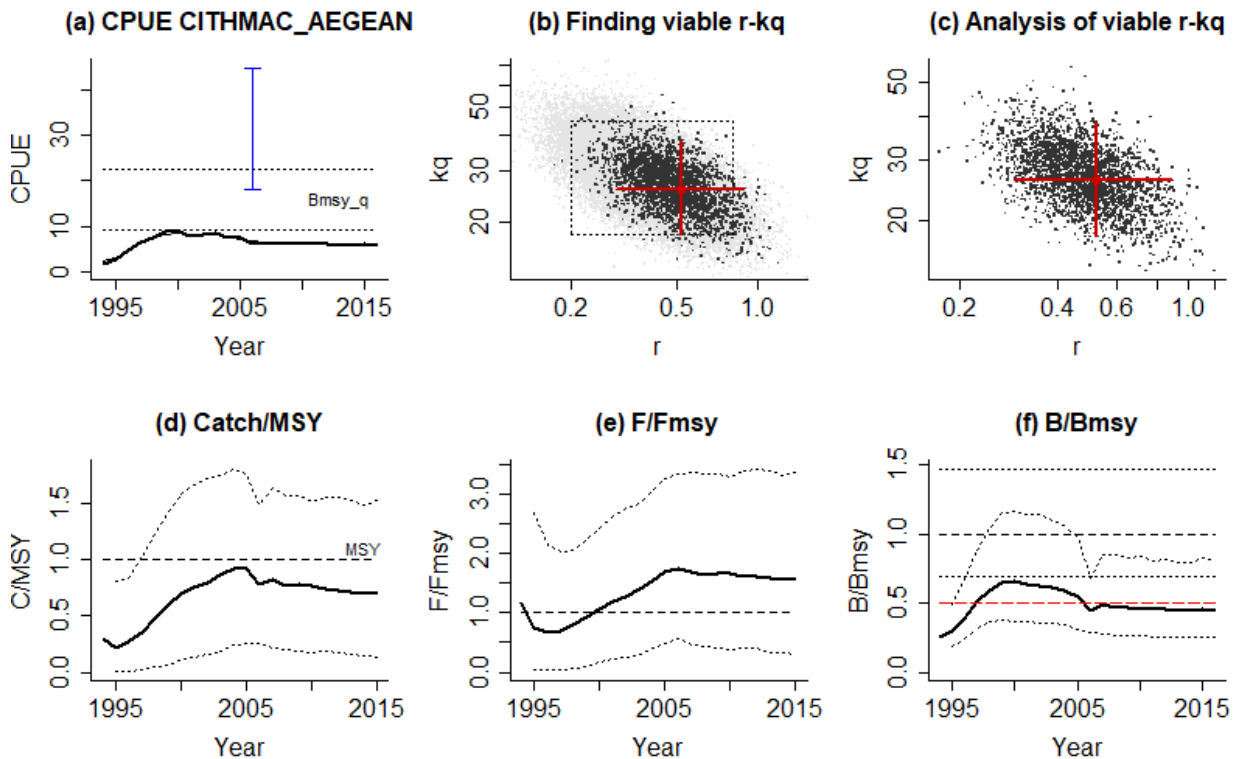 (a) CPUE CITHMAC_AEGEAN
CPUE
30
10
0
Bmsy_q
1995 2005 2015
Year
(b) Finding viable r-kq
kq
50
30
20
0.2 0.5 1.0
r
(c) Analysis of viable r-kq
kq
50
30
20
0.2 0.4 0.6 1.0
r
(d) Catch/MSY
C/MSY
1.5
1.0
0.5
0.0
MSY
1995 2005 2015
Year
(e) F/Fmsy
F/Fmsy
3.0
2.0
1.0
0.0
1995 2005 2015
Year
(f) B/Bmsy
B/Bmsy
1.5
1.0
0.5
0.0
1995 2005 2015
Year